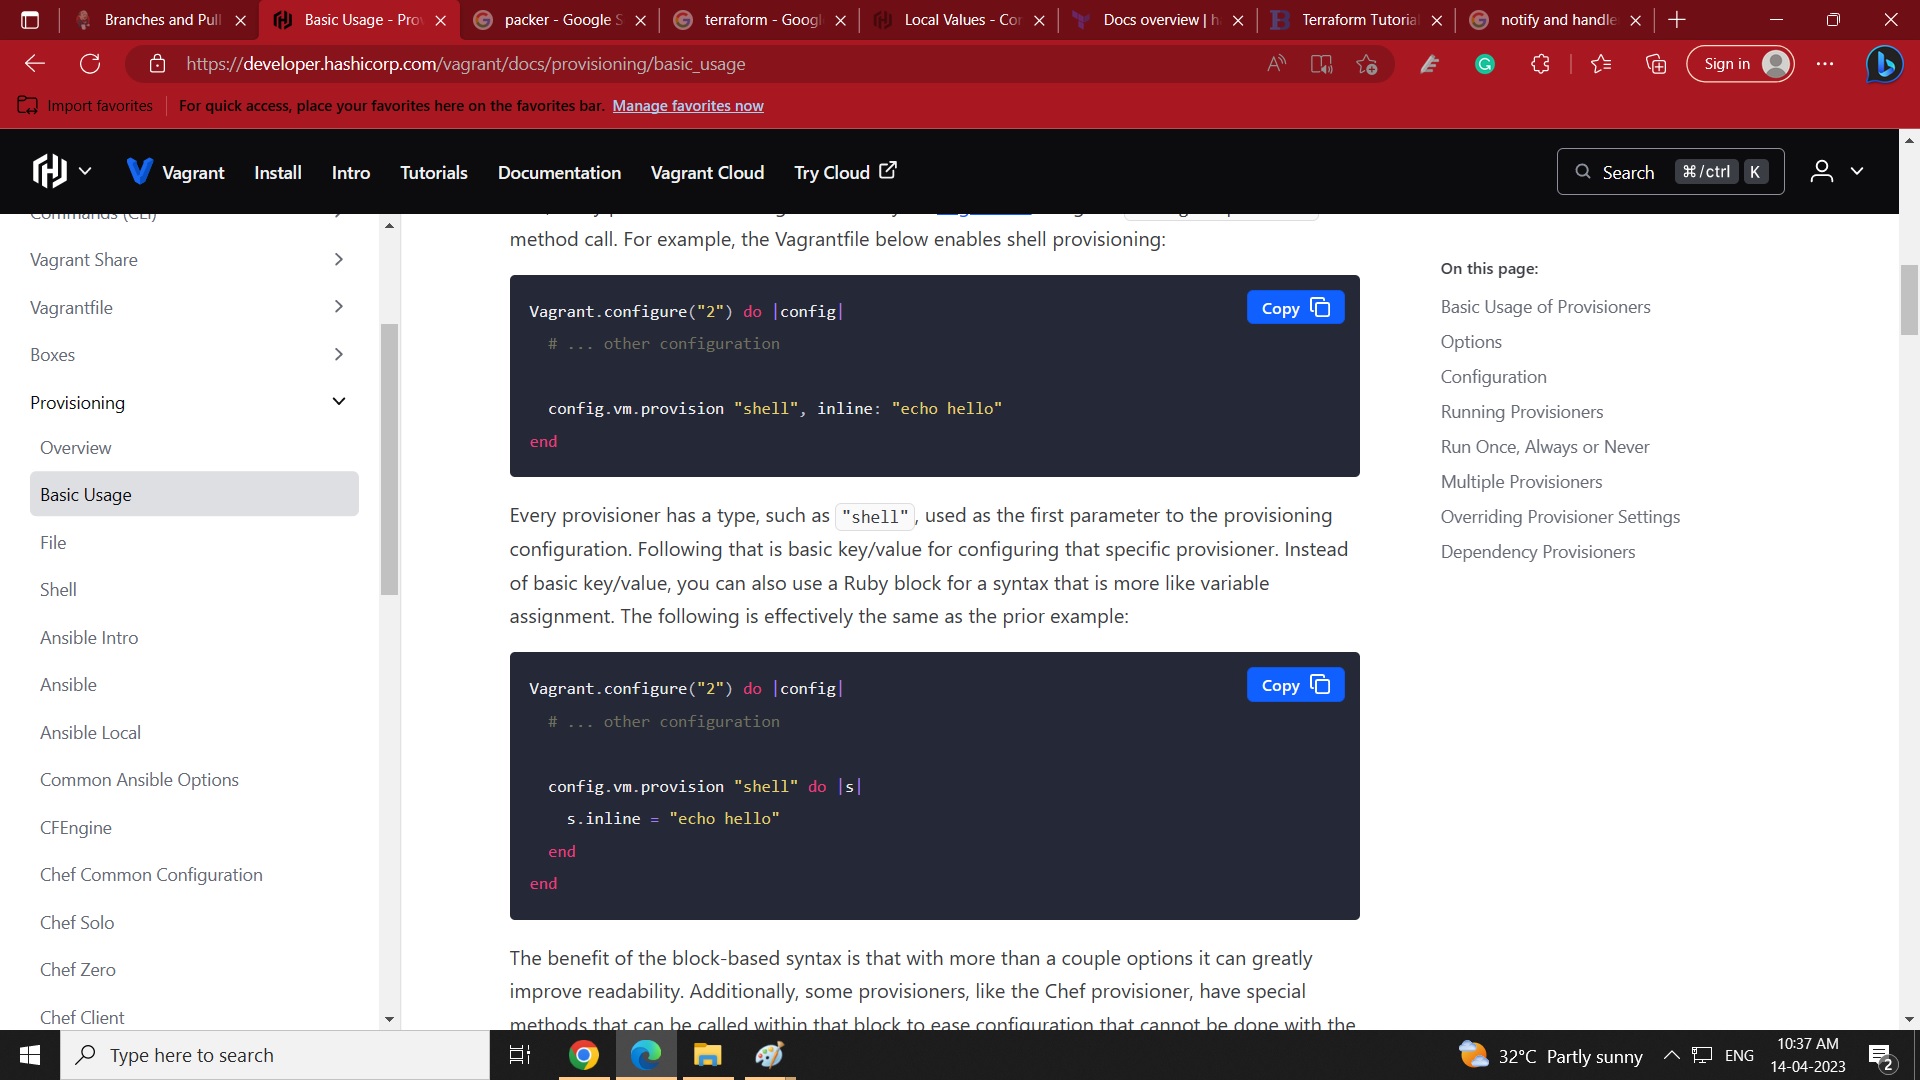 Branches and Pull
Basic Usage - Prov
packer - Google S
terraform - Googl
Local Values - Con
Docs overview | h
Terraform Tutorial
notify and handle
https://developer.hashicorp.com/vagrant/docs/provisioning/basic_usage
Sign in
Import favorites
For quick access, place your favorites here on the favorites bar. Manage favorites now
Vagrant
Install
Intro
Tutorials
Documentation
Vagrant Cloud
Try Cloud
Search
⌘/ctrl
K
Commands (CLI)
Vagrant Share
Vagrantfile
Boxes
Provisioning
Overview
Basic Usage
File
Shell
Ansible Intro
Ansible
Ansible Local
Common Ansible Options
CFEngine
Chef Common Configuration
Chef Solo
Chef Zero
Chef Client
method call. For example, the Vagrantfile below enables shell provisioning:
Copy
Vagrant.configure("2") do |config|
# ... other configuration
config.vm.provision "shell", inline: "echo hello"
end
Every provisioner has a type, such as "shell", used as the first parameter to the provisioning
configuration. Following that is basic key/value for configuring that specific provisioner. Instead
of basic key/value, you can also use a Ruby block for a syntax that is more like variable
assignment. The following is effectively the same as the prior example:
Copy
Vagrant.configure("2") do |config|
# ... other configuration
config.vm.provision "shell" do |s|
s.inline = "echo hello"
end
end
The benefit of the block-based syntax is that with more than a couple options it can greatly
improve readability. Additionally, some provisioners, like the Chef provisioner, have special
methods that can be called within that block to ease configuration that cannot be done with the
On this page:
Basic Usage of Provisioners
Options
Configuration
Running Provisioners
Run Once, Always or Never
Multiple Provisioners
Overriding Provisioner Settings
Dependency Provisioners
Type here to search
32°C Partly sunny
ENG
10:37 AM
14-04-2023
2